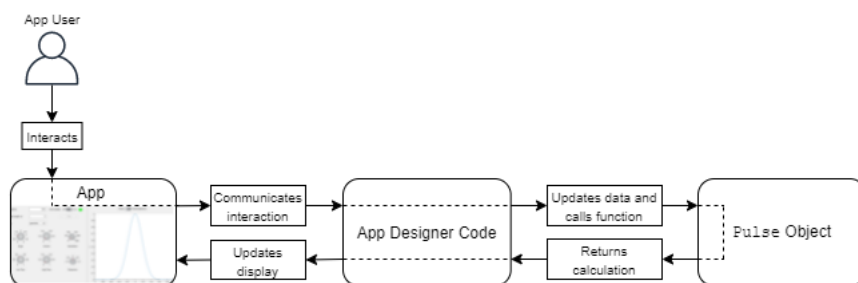 App User
Interacts
App
Communicates
interaction
Updates data and
calls function
App Designer Code
Pulse Object
Updates
display
Returns
calculation